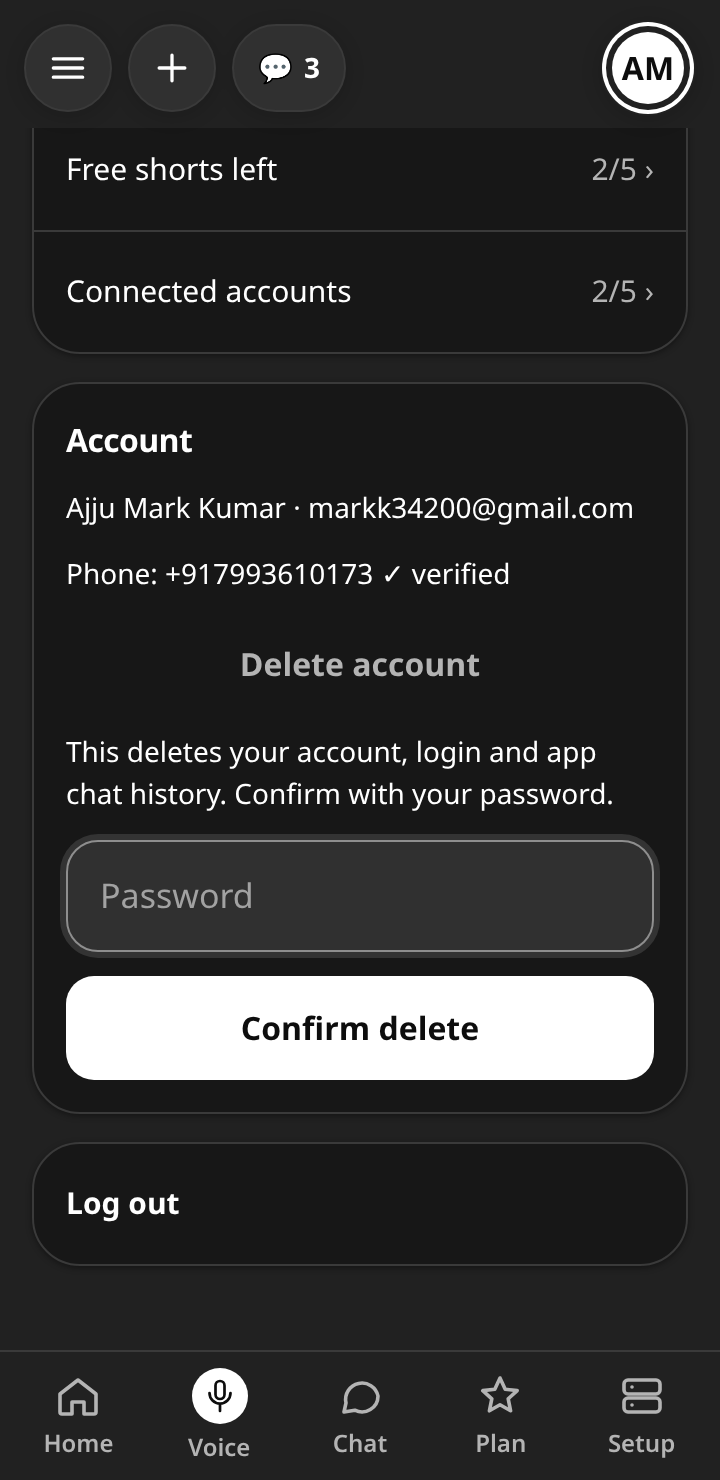 3
AM
Free shorts left 2/5 ›
Connected accounts 2/5 ›
Account
Ajju Mark Kumar · markk34200@gmail.com
Phone: +917993610173 ✓ verified
Delete account
This deletes your account, login and app
chat history. Confirm with your password.
Password
Confirm delete
Log out
Home Voice Chat Plan Setup